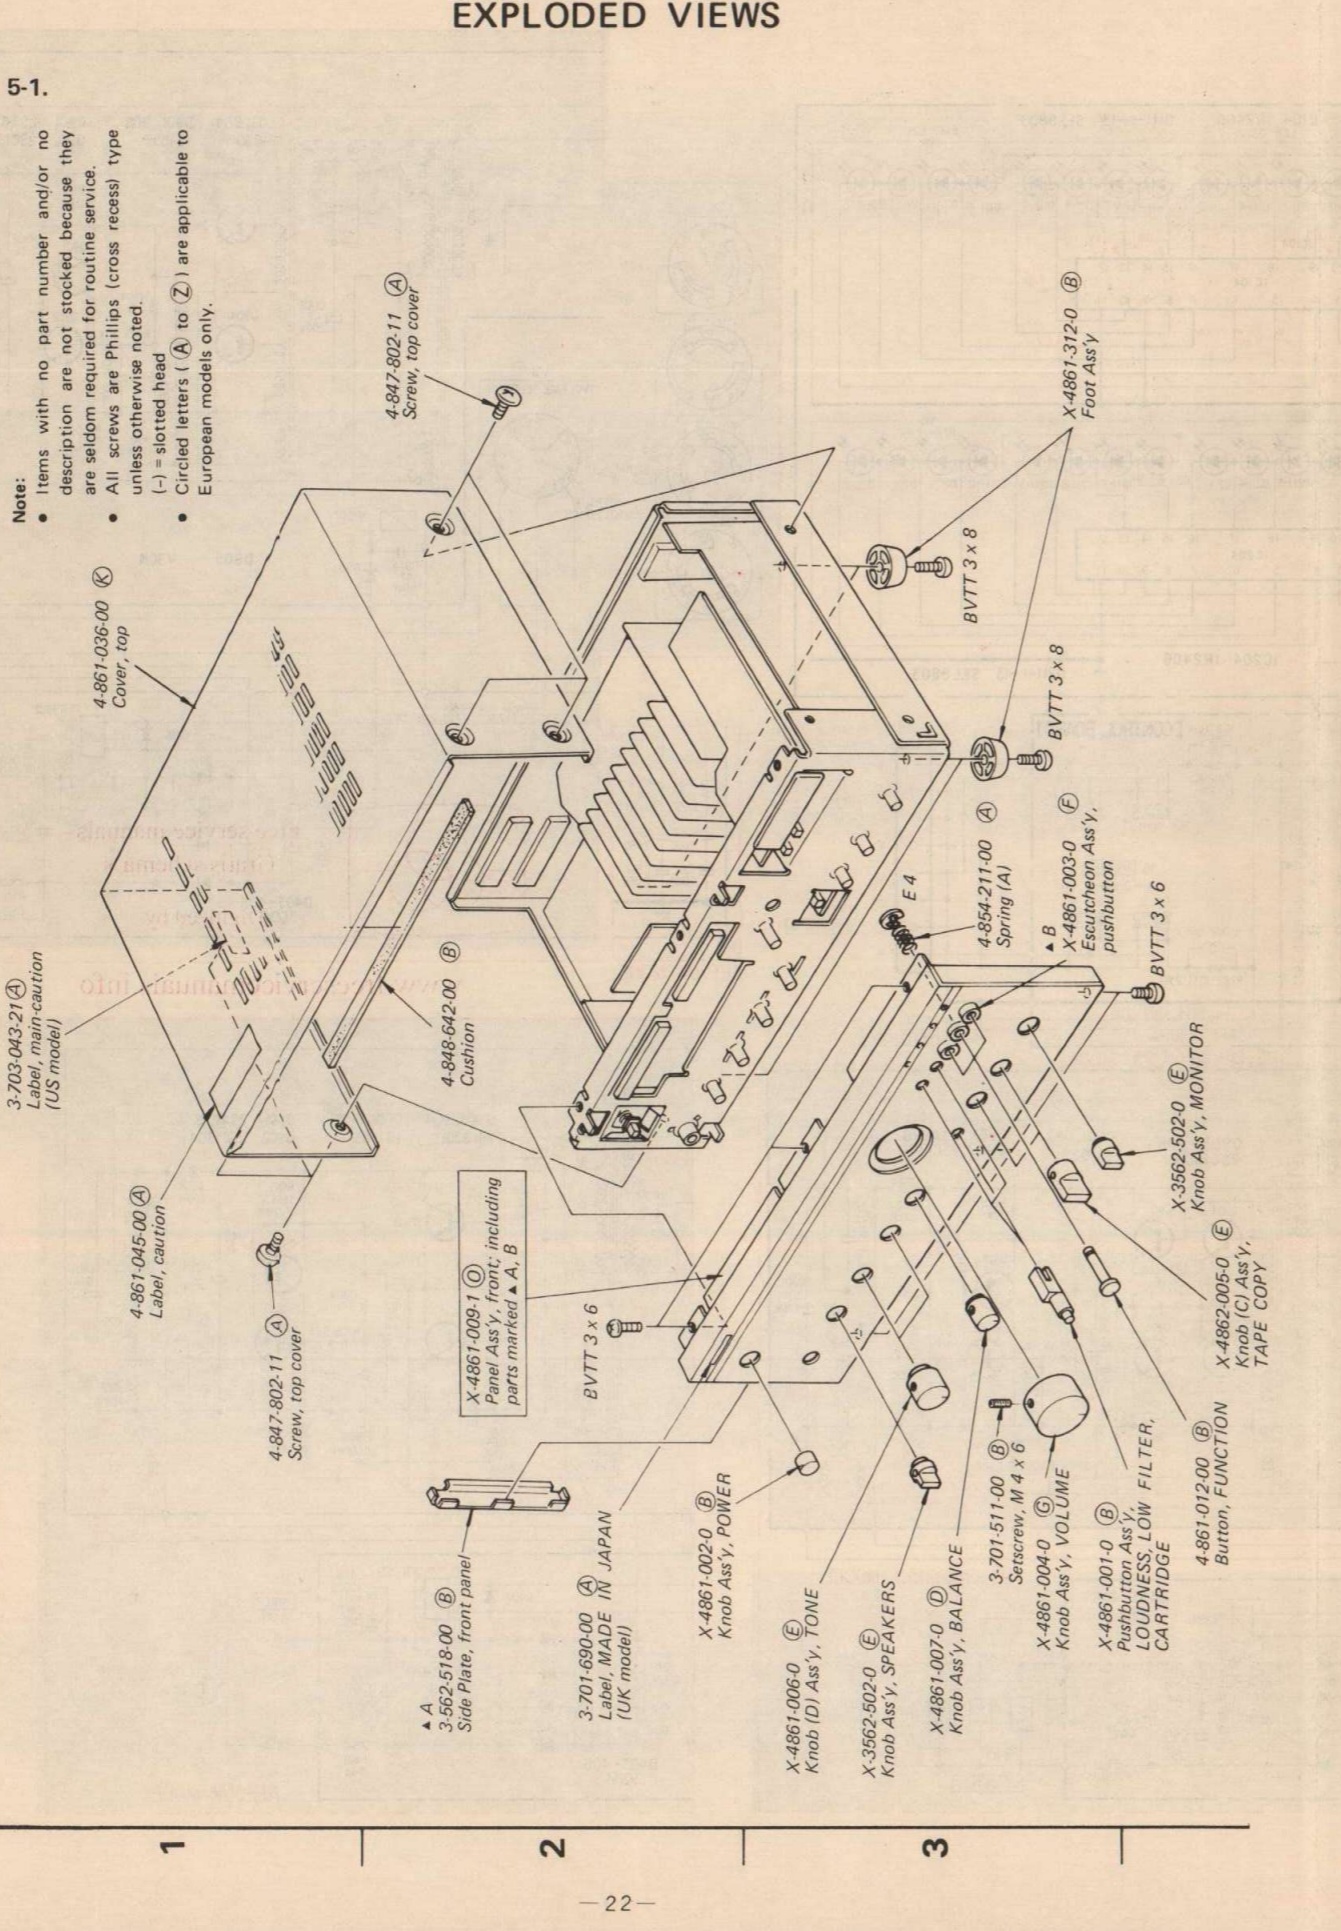 EXPLODED VIEWS
5-1.
Note:
● Items with no part number and/or no
description are not stocked because they
are seldom required for routine service.
● All screws are Phillips (cross recess) type
unless otherwise noted.
(–) = slotted head
● Circled letters (Ⓐ to Ⓩ) are applicable to
European models only.
3-703-043-21 Ⓐ
Label, main-caution
(US model)
4-861-036-00 Ⓚ
Cover, top
4-847-802-11 Ⓐ
Screw, top cover
X-4861-312-0 Ⓑ
Foot Ass'y
BVTT 3 x 8
BVTT 3 x 8
4-861-045-00 Ⓐ
Label, caution
4-847-802-11 Ⓐ
Screw, top cover
4-848-642-00 Ⓑ
Cushion
X-4861-009-1 Ⓞ
Panel Ass'y, front; including
parts marked ▲ A, B
BVTT 3 x 6
E 4
4-854-211-00 Ⓐ
Spring (A)
▲ B
X-4861-003-0 Ⓕ
Escutcheon Ass'y,
pushbutton
BVTT 3 x 6
▲ A
3-562-518-00 Ⓑ
Side Plate, front panel
3-701-690-00 Ⓐ
Label, MADE IN JAPAN
(UK model)
X-4861-002-0 Ⓑ
Knob Ass'y, POWER
X-4861-006-0 Ⓔ
Knob (D) Ass'y, TONE
X-3562-502-0 Ⓔ
Knob Ass'y, SPEAKERS
X-4861-007-0 Ⓓ
Knob Ass'y, BALANCE
3-701-511-00 Ⓑ
Setscrew, M 4 x 6
X-4861-004-0 Ⓖ
Knob Ass'y, VOLUME
X-4861-001-0 Ⓑ
Pushbutton Ass'y,
LOUDNESS, LOW FILTER,
CARTRIDGE
4-861-012-00 Ⓑ
Button, FUNCTION
X-4862-005-0 Ⓔ
Knob (C) Ass'y,
TAPE COPY
X-3562-502-0 Ⓔ
Knob Ass'y, MONITOR
1
2
3
—22—